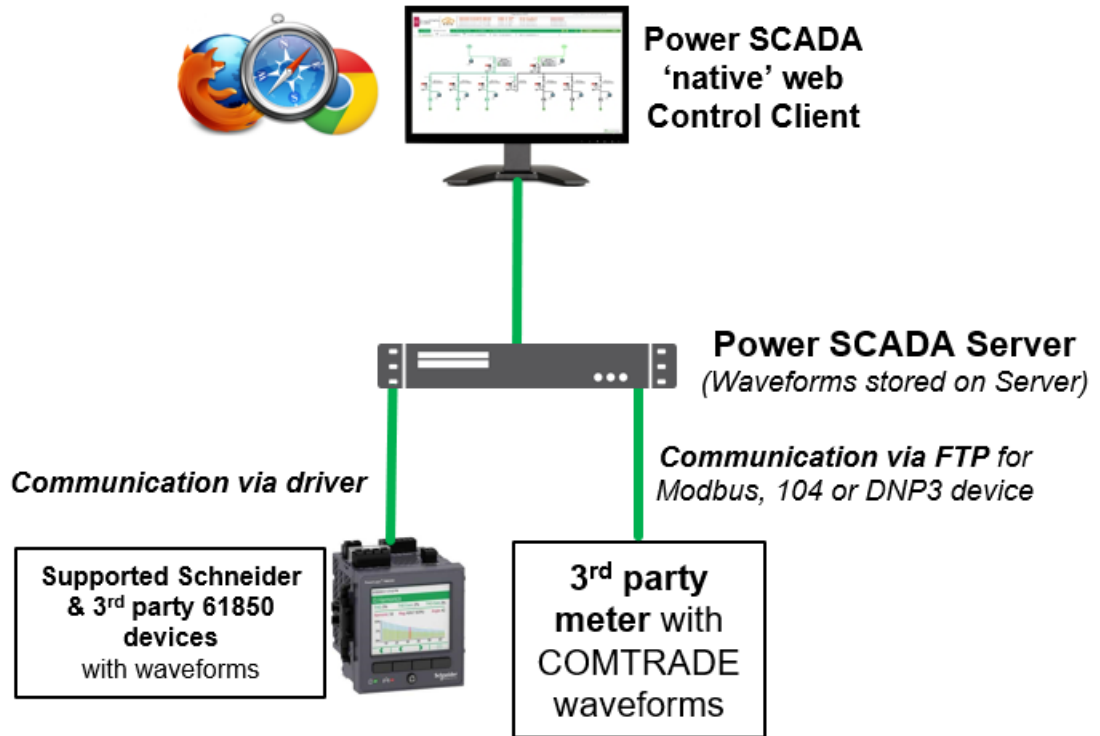 Power SCADA
‘native’ web
Control Client
Power SCADA Server
(Waveforms stored on Server)
Communication via driver
Communication via FTP for
Modbus, 104 or DNP3 device
Supported Schneider
& 3rd party 61850
devices
with waveforms
3rd party
meter with
COMTRADE
waveforms
Schneider